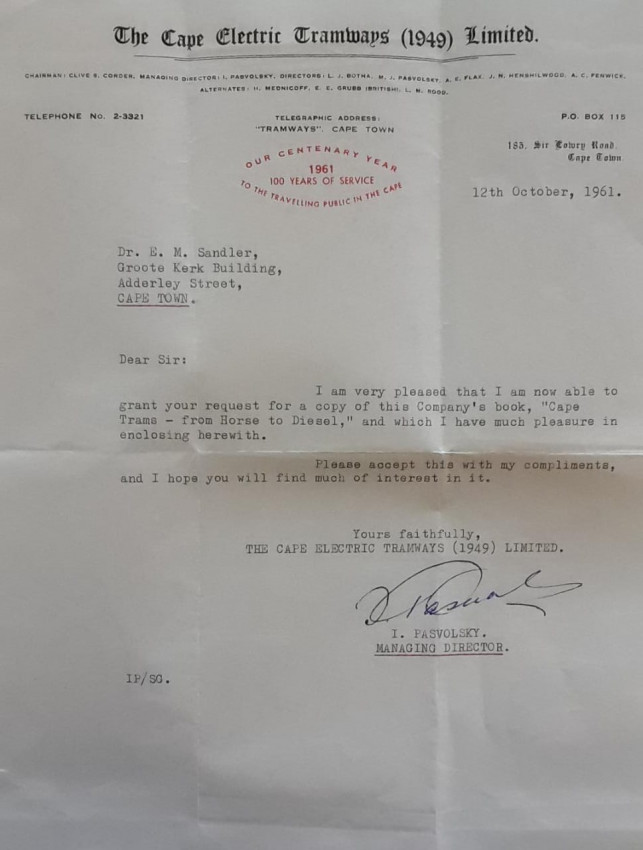 The Cape Electric Tramways (1949) Limited.
CHAIRMAN: CLIVE S. CORDER, MANAGING DIRECTOR: I. PASVOLSKY, DIRECTORS: L. J. BOTHA, M. J. PASVOLSKY, A. E. FLAX, J. N. HENSHILWOOD, A. C. FENWICK,
ALTERNATES: H. MEDNICOFF, E. E. GRUBB (BRITISH), L. N. ROOD.
TELEPHONE No. 2-3321
TELEGRAPHIC ADDRESS:
"TRAMWAYS", CAPE TOWN
P.O. BOX 115
183, Sir Lowry Road,
Cape Town
OUR CENTENARY YEAR
1961
100 YEARS OF SERVICE
TO THE TRAVELLING PUBLIC IN THE CAPE
12th October, 1961.
Dr. E. M. Sandler,
Groote Kerk Building,
Adderley Street,
CAPE TOWN.
Dear Sir:
I am very pleased that I am now able to
grant your request for a copy of this Company's book, "Cape
Trams - from Horse to Diesel," and which I have much pleasure in
enclosing herewith.
Please accept this with my compliments,
and I hope you will find much of interest in it.
Yours faithfully,
THE CAPE ELECTRIC TRAMWAYS (1949) LIMITED.
I. Pasvolsky
I. PASVOLSKY.
MANAGING DIRECTOR.
IP/SG.